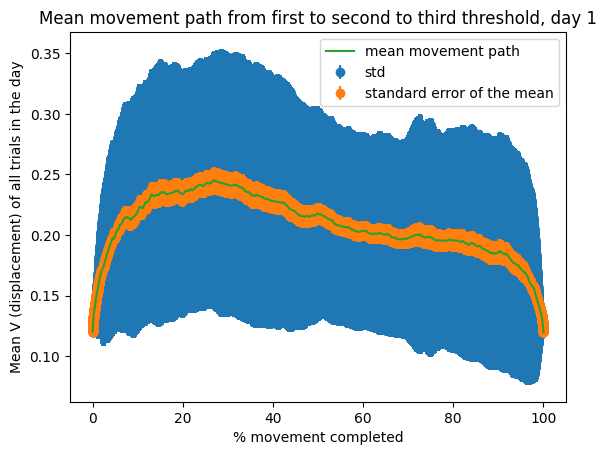 Mean movement path from first to second to third threshold, day 1
mean movement path
std
standard error of the mean
Mean V (displacement) of all trials in the day
0.35
0.30
0.25
0.20
0.15
0.10
0
20
40
60
80
100
% movement completed